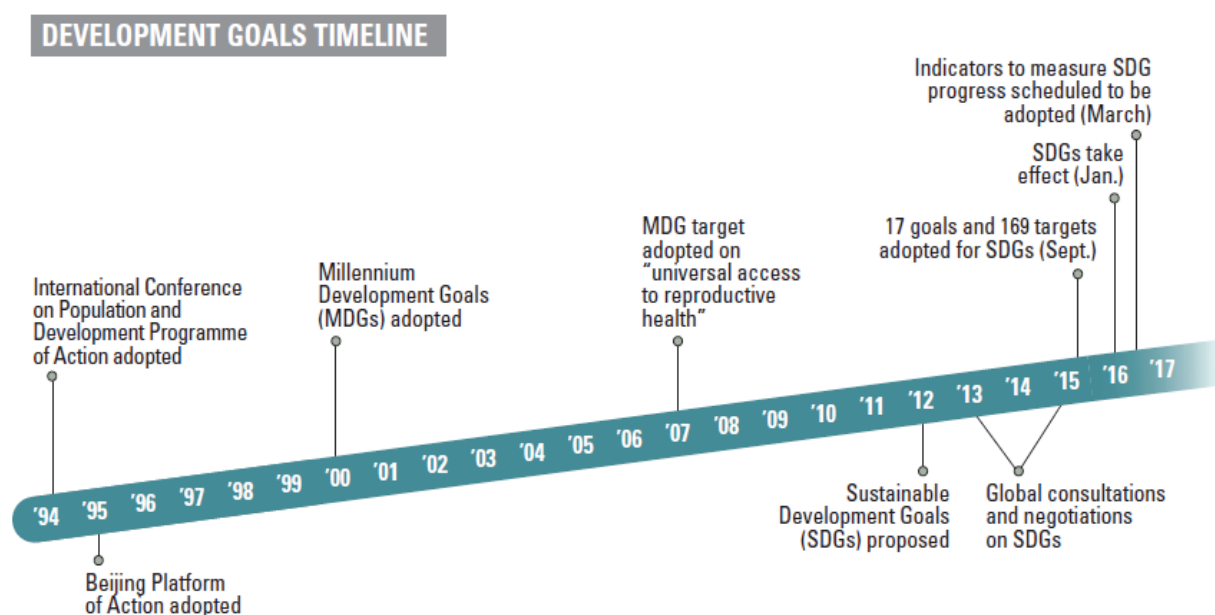 DEVELOPMENT GOALS TIMELINE
Indicators to measure SDG
progress scheduled to be
adopted (March)
SDGs take
effect (Jan.)
17 goals and 169 targets
adopted for SDGs (Sept.)
MDG target
adopted on
“universal access
to reproductive
health”
Millennium
Development Goals
(MDGs) adopted
International Conference
on Population and
Development Programme
of Action adopted
’94 ’95 ’96 ’97 ’98 ’99 ’00 ’01 ’02 ’03 ’04 ’05 ’06 ’07 ’08 ’09 ’10 ’11 ’12 ’13 ’14 ’15 ’16 ’17
Beijing Platform
of Action adopted
Sustainable
Development Goals
(SDGs) proposed
Global consultations
and negotiations
on SDGs